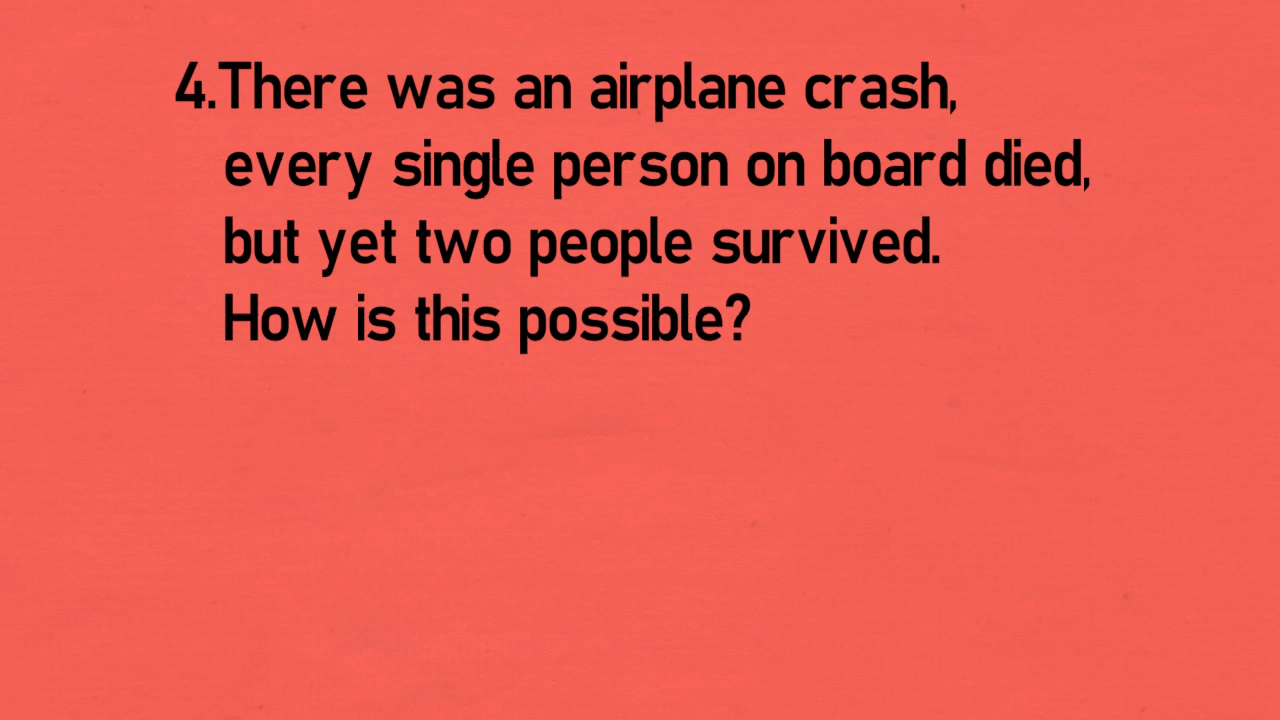 4.There was an airplane crash,
every single person on board died,
but yet two people survived.
How is this possible?